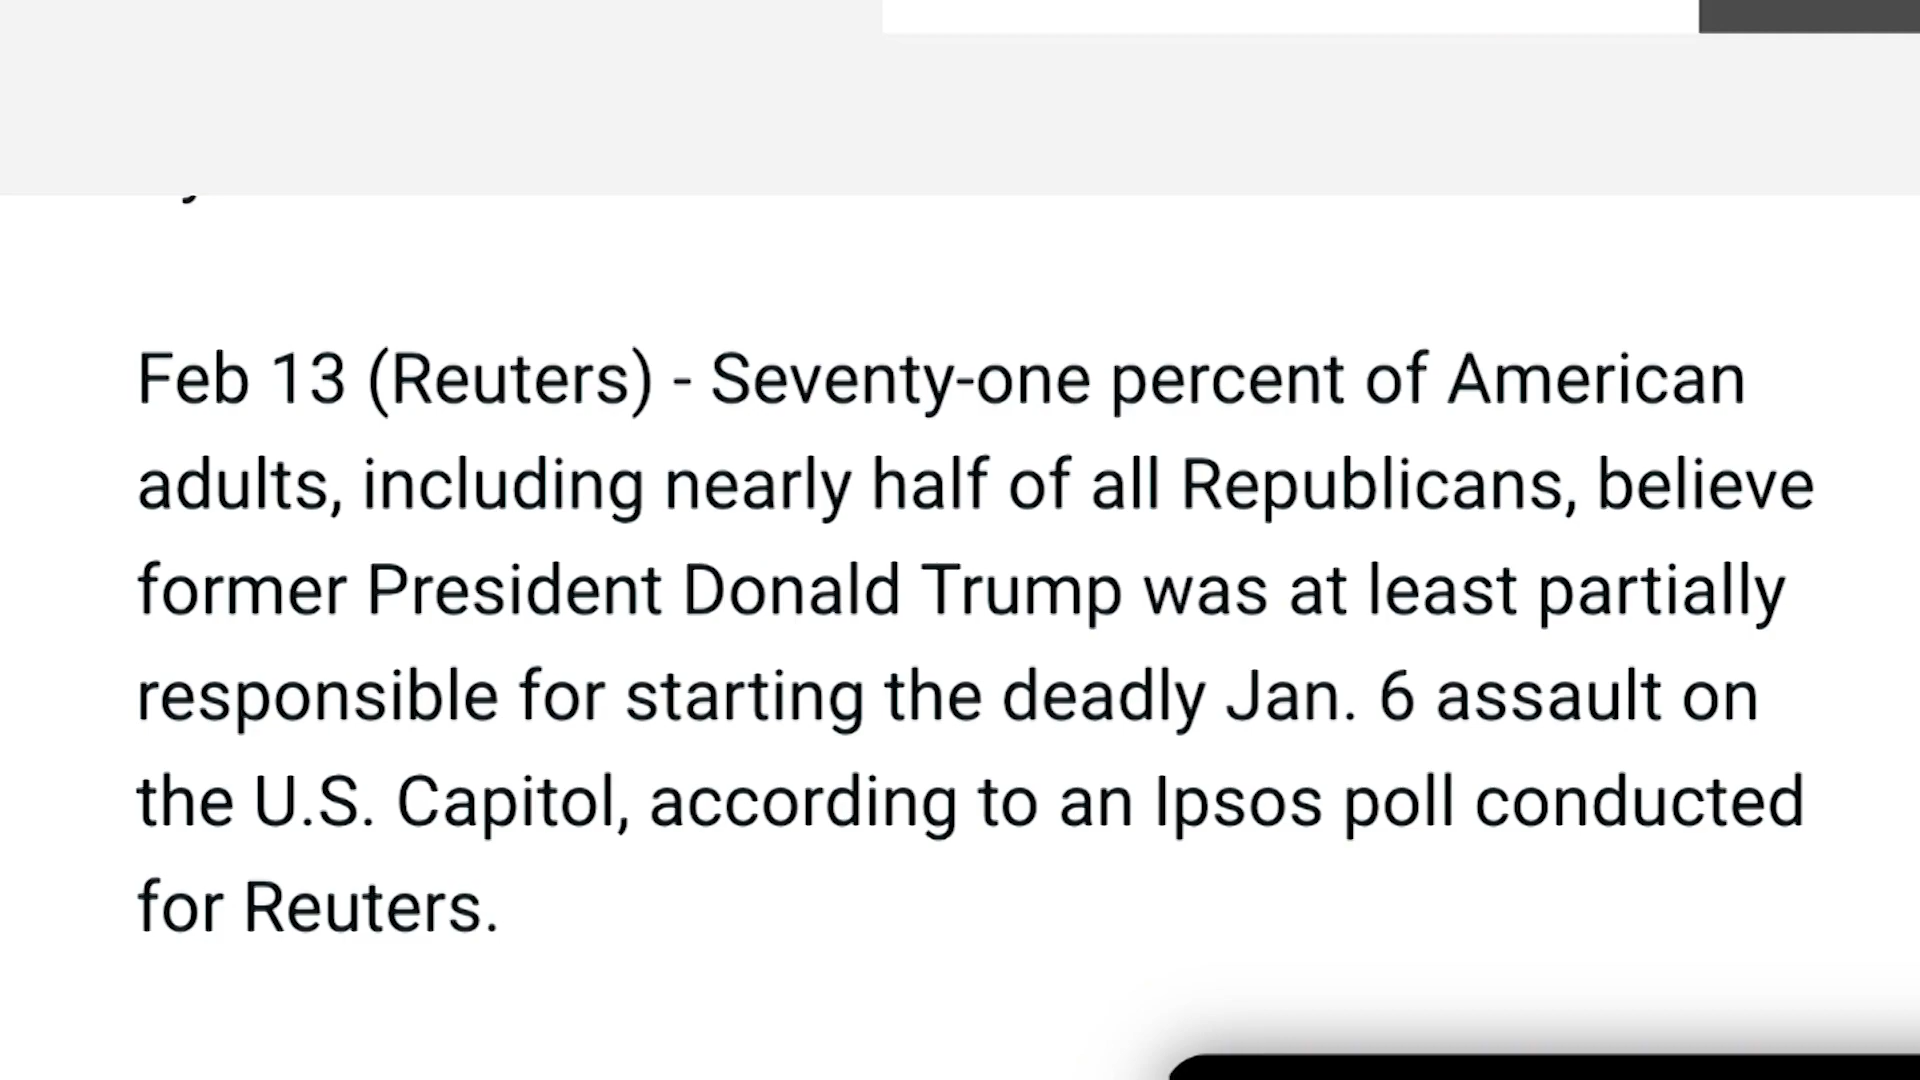 Feb 13 (Reuters) - Seventy-one percent of American
adults, including nearly half of all Republicans, believe
former President Donald Trump was at least partially
responsible for starting the deadly Jan. 6 assault on
the U.S. Capitol, according to an Ipsos poll conducted
for Reuters.